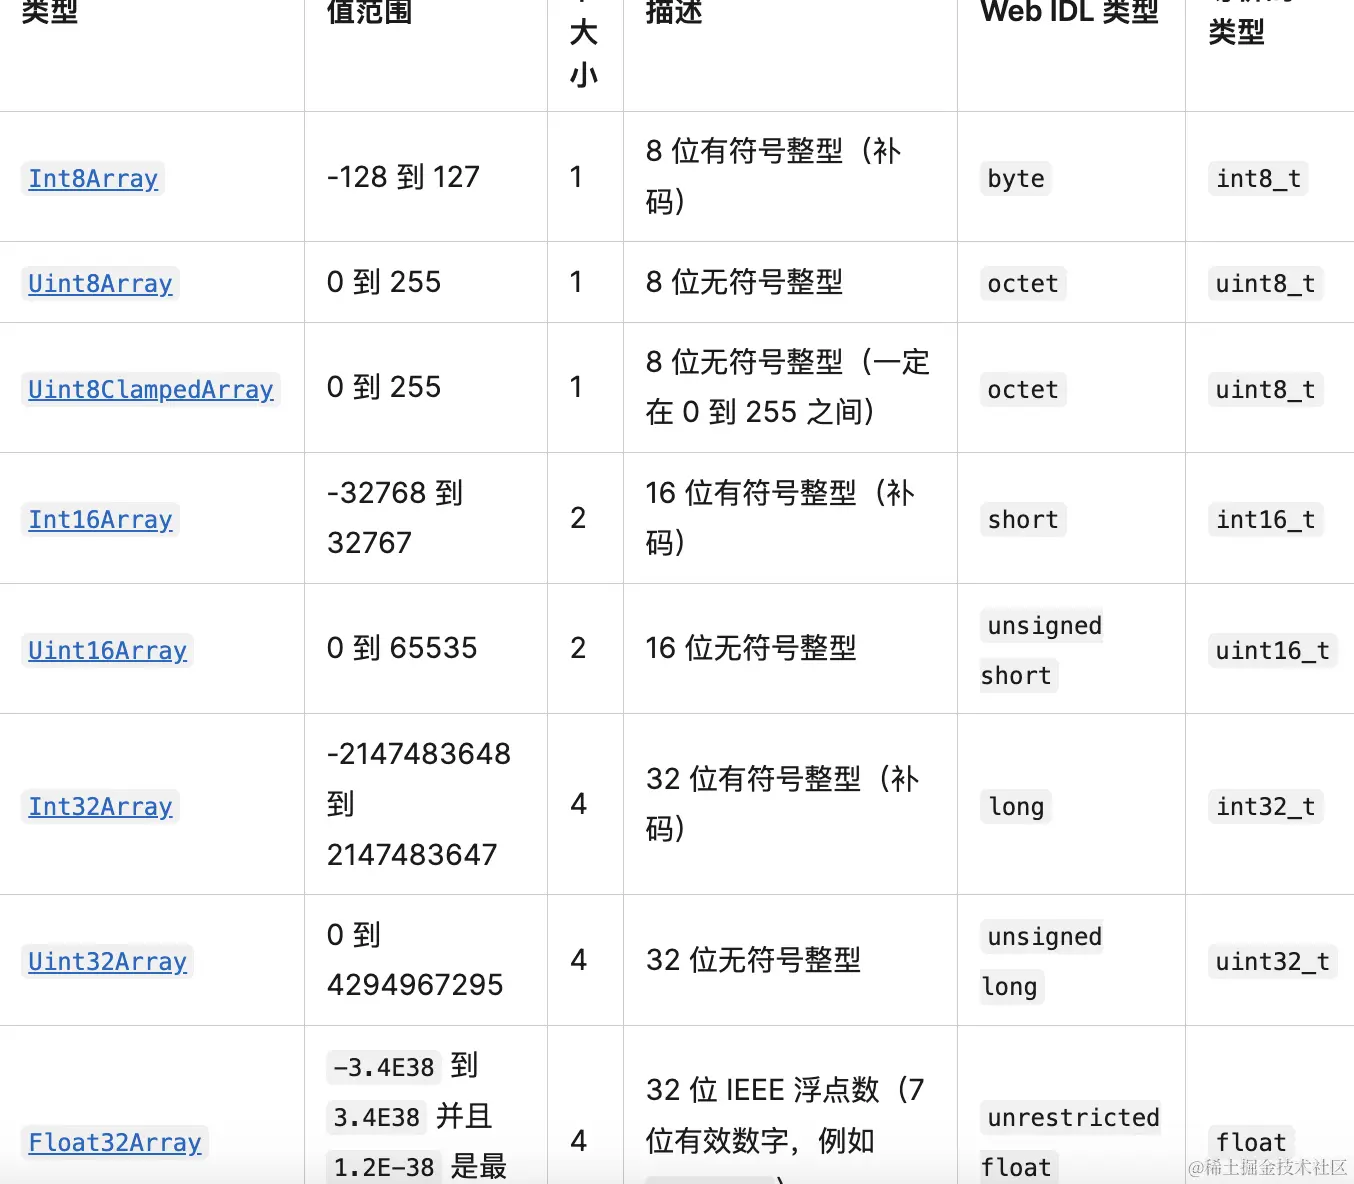 类型 值范围 大小 描述 Web IDL 类型 类型
Int8Array -128 到 127 1 8 位有符号整型（补码） byte int8_t
Uint8Array 0 到 255 1 8 位无符号整型 octet uint8_t
Uint8ClampedArray 0 到 255 1 8 位无符号整型（一定在 0 到 255 之间） octet uint8_t
Int16Array -32768 到 32767 2 16 位有符号整型（补码） short int16_t
Uint16Array 0 到 65535 2 16 位无符号整型 unsigned short uint16_t
Int32Array -2147483648 到 2147483647 4 32 位有符号整型（补码） long int32_t
Uint32Array 0 到 4294967295 4 32 位无符号整型 unsigned long uint32_t
Float32Array -3.4E38 到 3.4E38 并且 1.2E-38 是最 4 32 位 IEEE 浮点数（7 位有效数字，例如 unrestricted float float
@稀土掘金技术社区